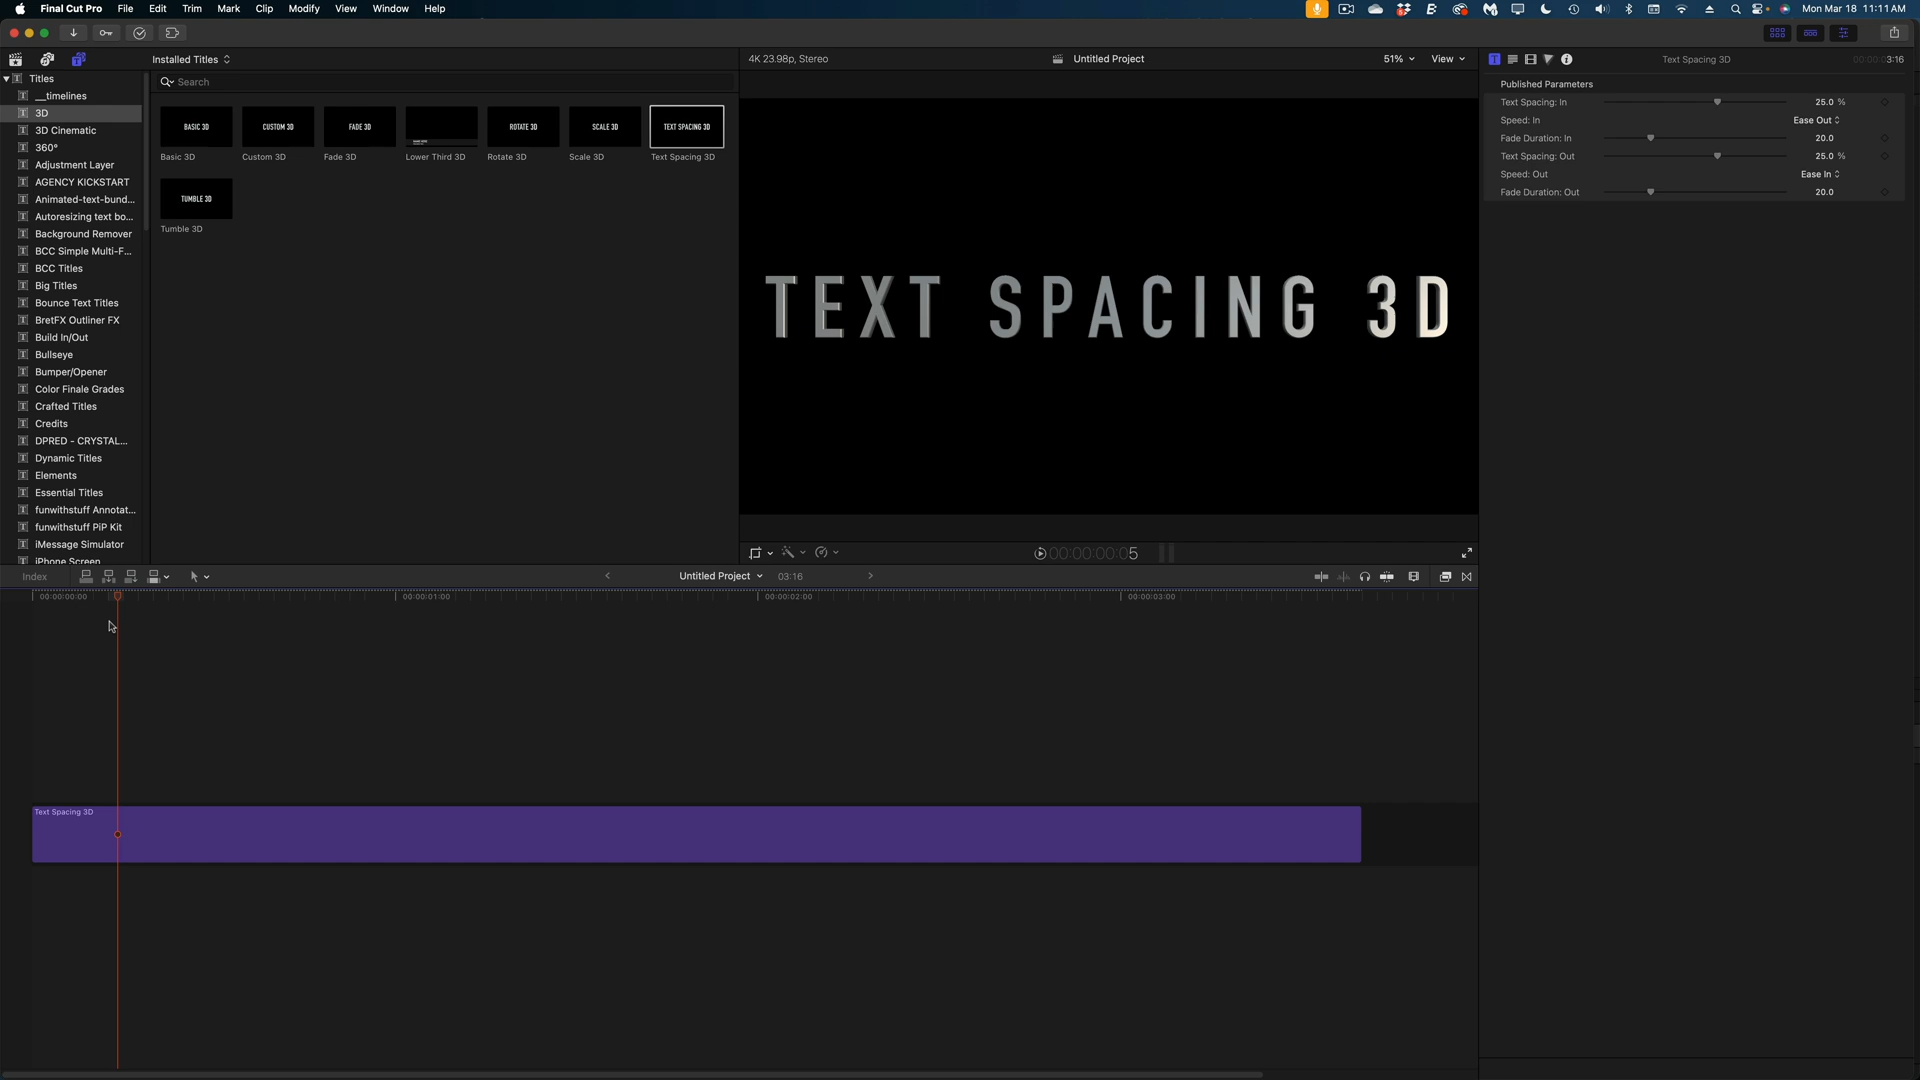 Final Cut Pro File Edit Trim Mark Clip Modify View Window Help
Mon Mar 18 11:11 AM
Installed Titles
Search
Titles
__timelines
3D
3D Cinematic
360°
Adjustment Layer
AGENCY KICKSTART
Animated-text-bund...
Autoresizing text bo...
Background Remover
BCC Simple Multi-F...
BCC Titles
Big Titles
Bounce Text Titles
BretFX Outliner FX
Build In/Out
Bullseye
Bumper/Opener
Color Finale Grades
Crafted Titles
Credits
DPRED - CRYSTAL...
Dynamic Titles
Elements
Essential Titles
funwithstuff Annotat...
funwithstuff PiP Kit
iMessage Simulator
iPhone Screen
BASIC 3D
CUSTOM 3D
FADE 3D
ROTATE 3D
SCALE 3D
TEXT SPACING 3D
Basic 3D
Custom 3D
Fade 3D
Lower Third 3D
Rotate 3D
Scale 3D
Text Spacing 3D
TUMBLE 3D
Tumble 3D
4K 23.98p, Stereo
Untitled Project
51%
View
TEXT SPACING 3D
00:00:00:05
Text Spacing 3D
3:16
Published Parameters
Text Spacing: In 25.0 %
Speed: In Ease Out
Fade Duration: In 20.0
Text Spacing: Out 25.0 %
Speed: Out Ease In
Fade Duration: Out 20.0
Index
Untitled Project
03:16
00:00:00:00
00:00:01:00
00:00:02:00
00:00:03:00
Text Spacing 3D